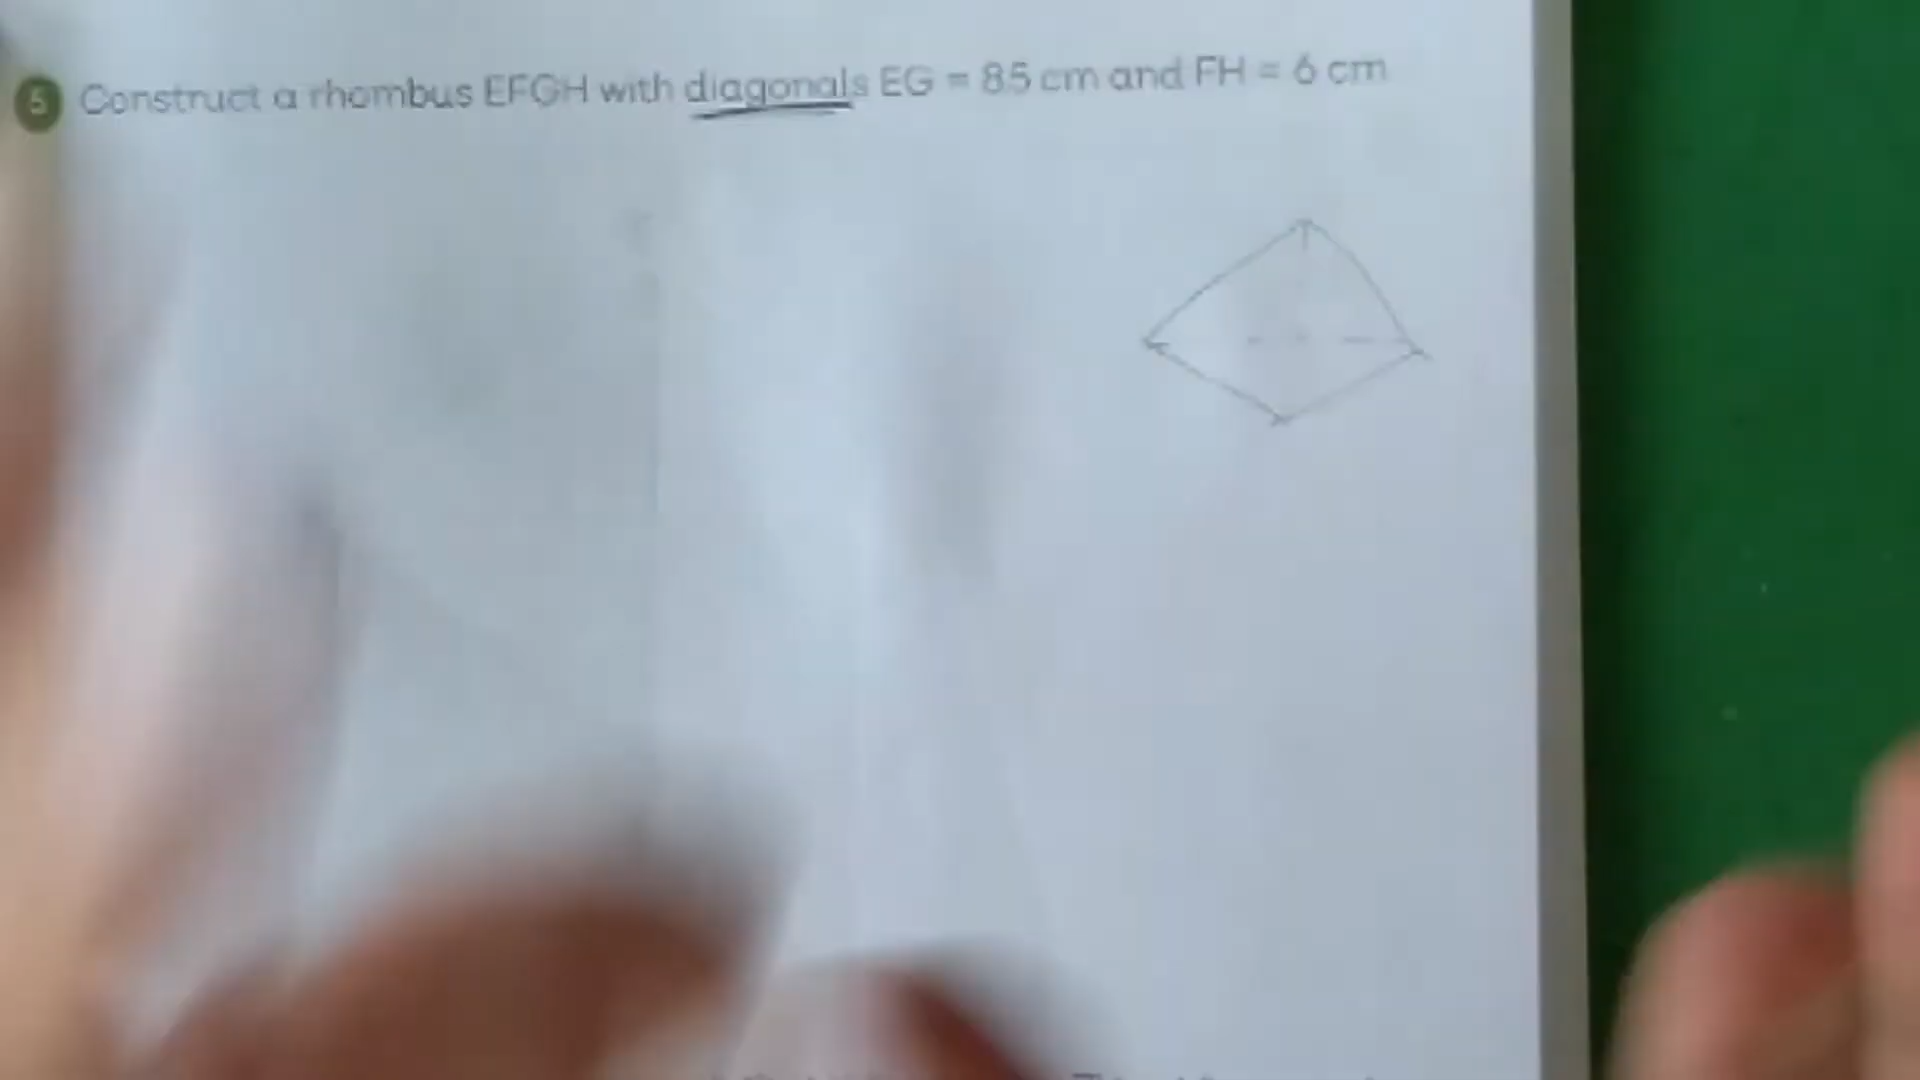 5 Construct a rhombus EFGH with diagonals EG = 8.5 cm and FH = 6 cm